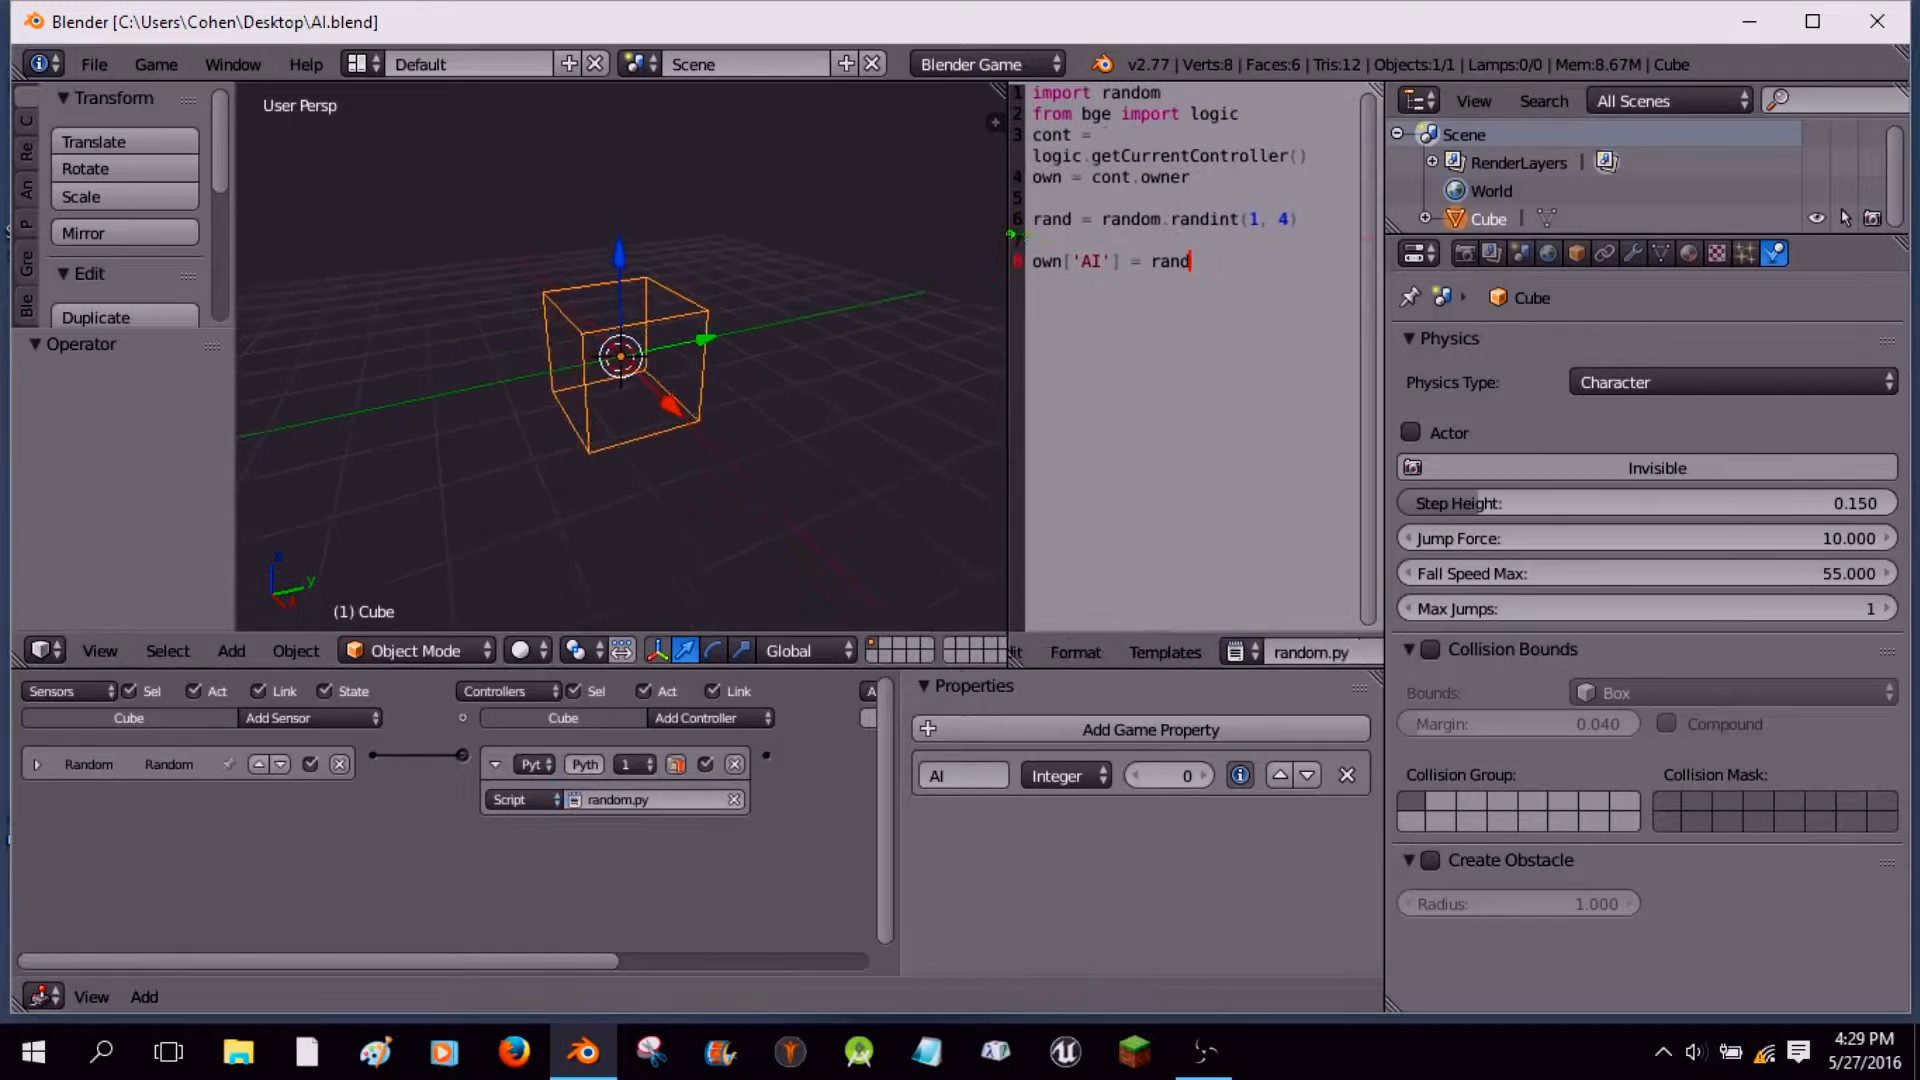 Blender [C:\Users\Cohen\Desktop\AI.blend]
File Game Window Help Default Scene Blender Game v2.77 | Verts:8 | Faces:6 | Tris:12 | Objects:1/1 | Lamps:0/0 | Mem:8.67M | Cube
Transform
Translate
Rotate
Scale
Mirror
Edit
Duplicate
Operator
C
Re
An
P
Gre
Ble
User Persp
z
y
x
(1) Cube
1 import random
2 from bge import logic
3 cont =
logic.getCurrentController()
4 own = cont.owner
5
6 rand = random.randint(1, 4)
8 own['AI'] = rand
View Search All Scenes
Scene
RenderLayers |
World
Cube |
Cube
Physics
Physics Type: Character
Actor
Invisible
Step Height: 0.150
Jump Force: 10.000
Fall Speed Max: 55.000
Max Jumps: 1
Collision Bounds
Bounds: Box
Margin: 0.040 Compound
Collision Group: Collision Mask:
Create Obstacle
Radius: 1.000
View Select Add Object Object Mode Global
it Format Templates random.py
Sensors Sel Act Link State
Cube Add Sensor
Random Random
Controllers Sel Act Link
Cube Add Controller
Pyt Pyth 1
Script random.py
A
Properties
Add Game Property
AI Integer 0
View Add
4:29 PM
5/27/2016